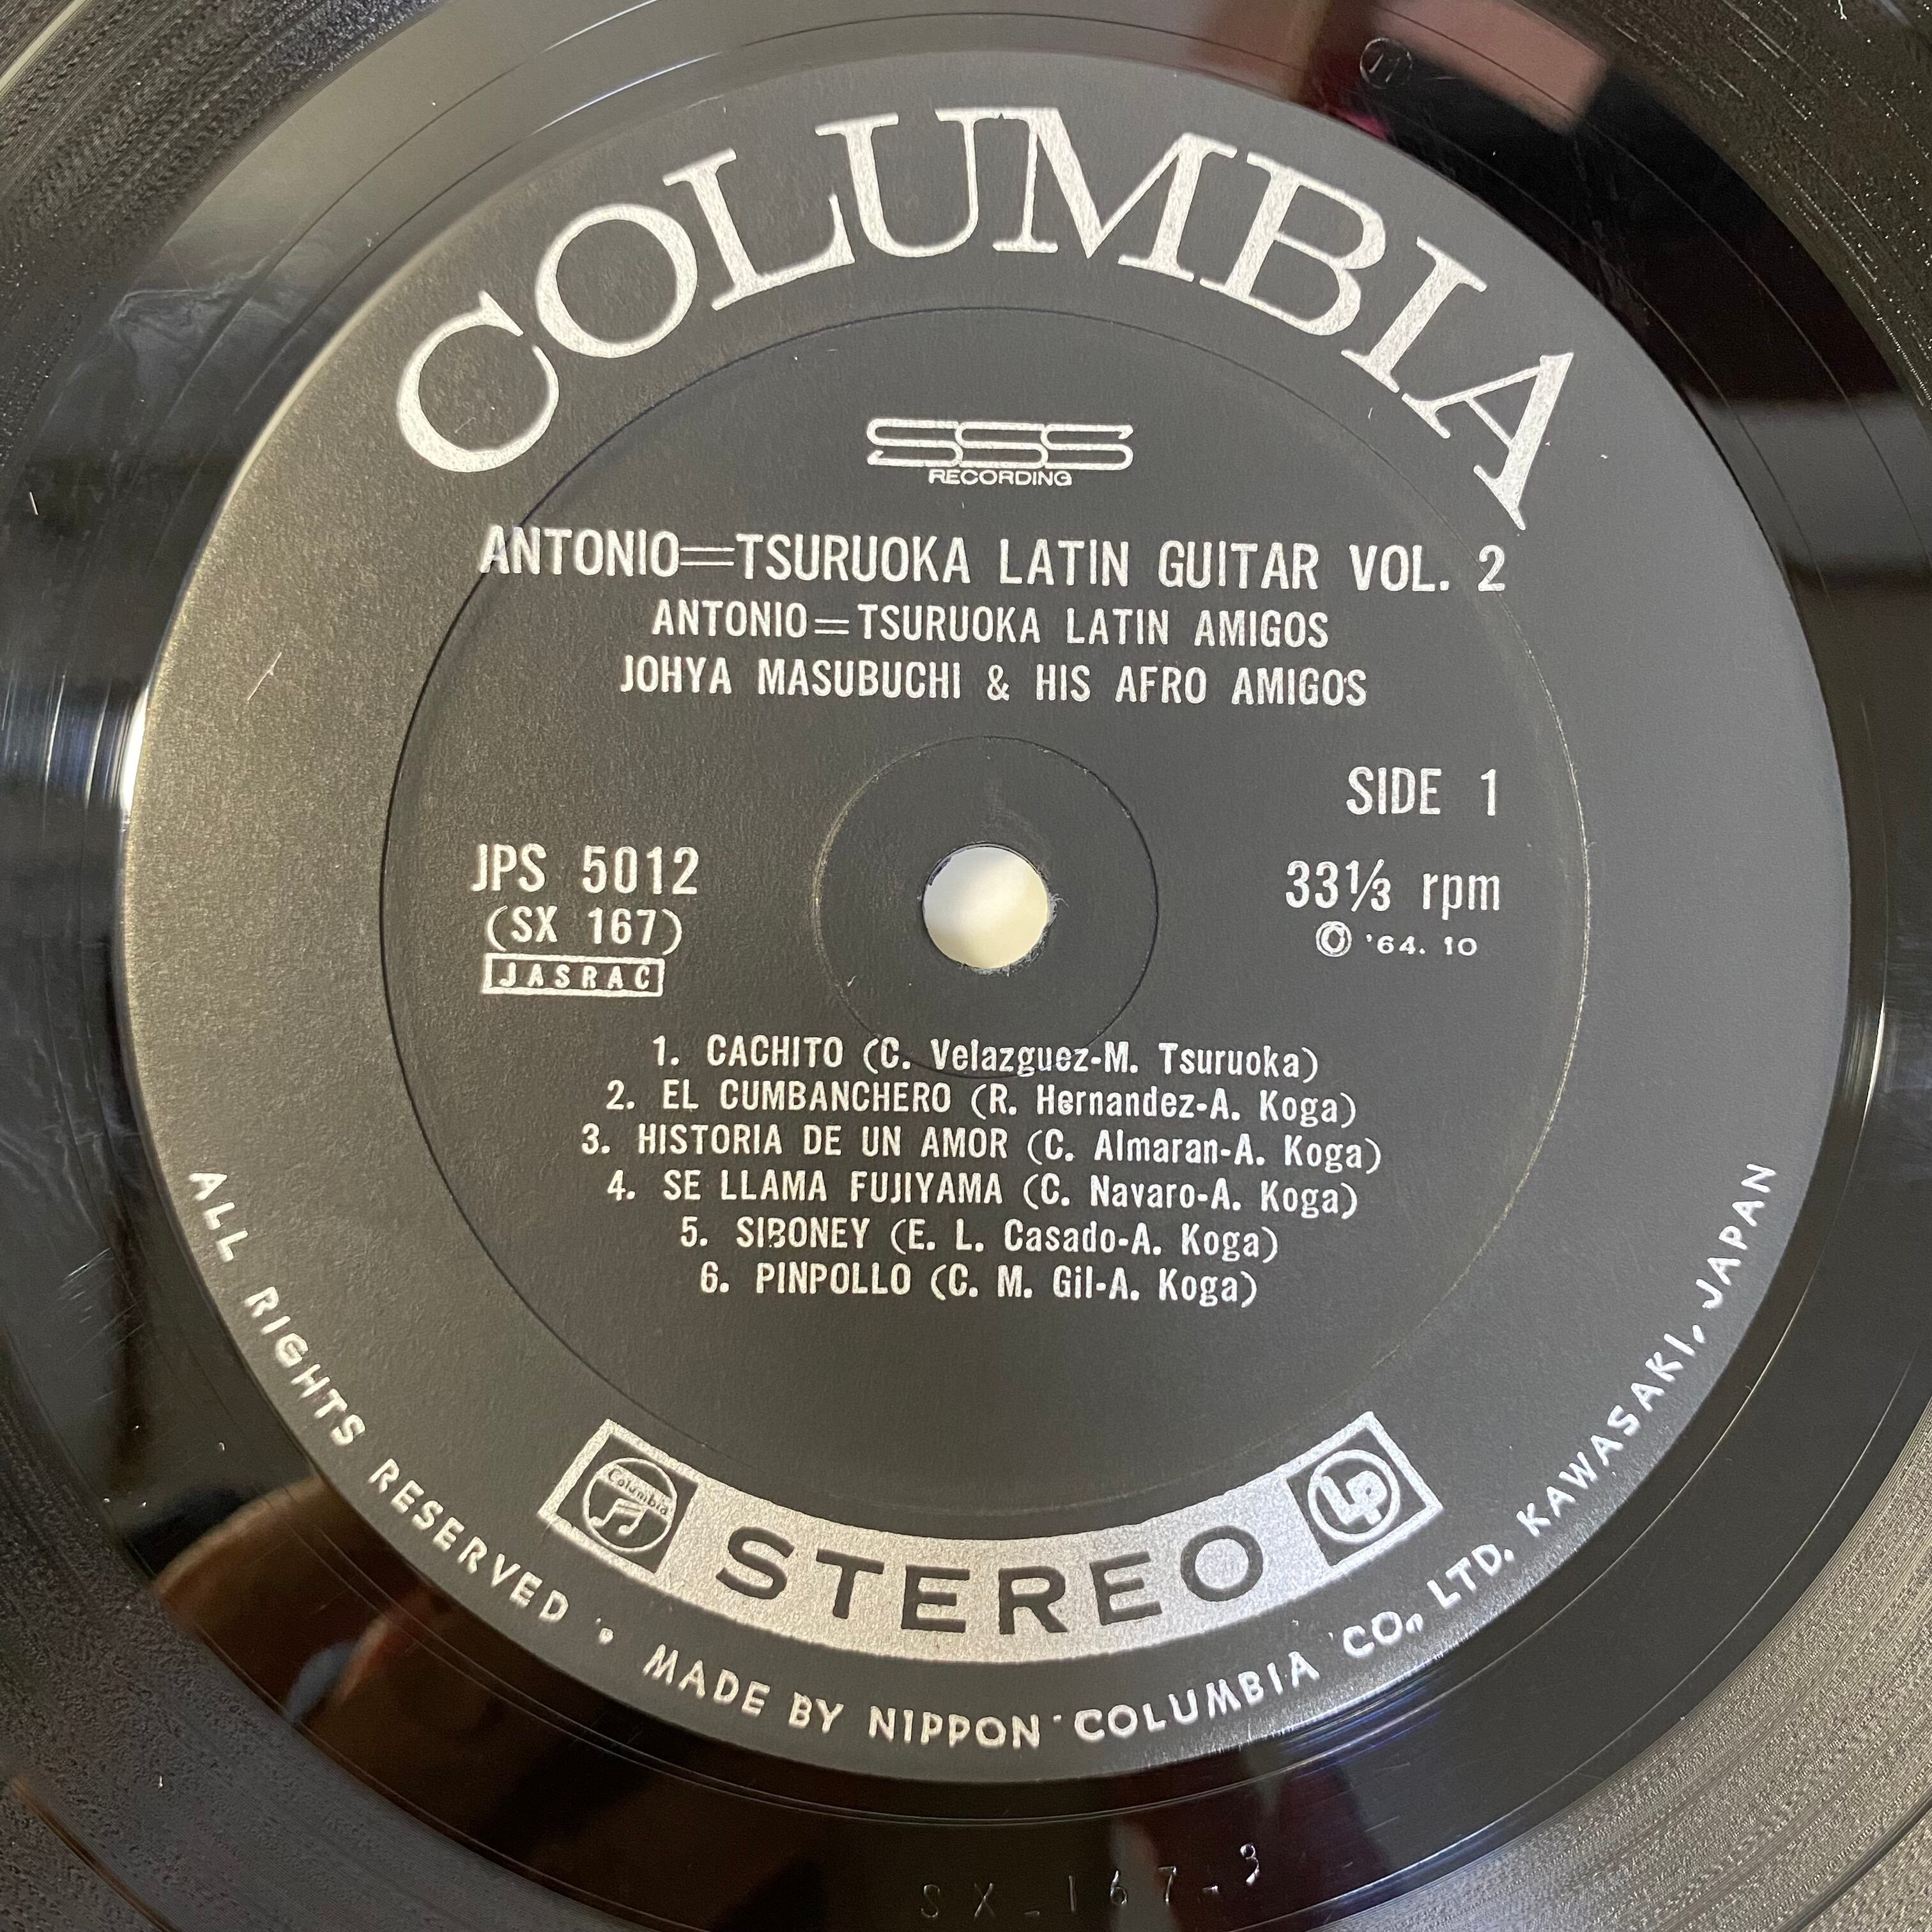 COLUMBIA
SSS
RECORDING
ANTONIO=TSURUOKA LATIN GUITAR VOL. 2
ANTONIO=TSURUOKA LATIN AMIGOS
JOHYA MASUBUCHI & HIS AFRO AMIGOS
SIDE 1
JPS 5012
33⅓ rpm
(SX 167)
© '64. 10
JASRAC
1. CACHITO (C. Velazguez-M. Tsuruoka)
2. EL CUMBANCHERO (R. Hernandez-A. Koga)
3. HISTORIA DE UN AMOR (C. Almaran-A. Koga)
4. SE LLAMA FUJIYAMA (C. Navaro-A. Koga)
5. SIBONEY (E. L. Casado-A. Koga)
6. PINPOLLO (C. M. Gil-A. Koga)
Columbia
STEREO
LP
ALL RIGHTS RESERVED . MADE BY NIPPON COLUMBIA CO., LTD. KAWASAKI, JAPAN
SX-167-3